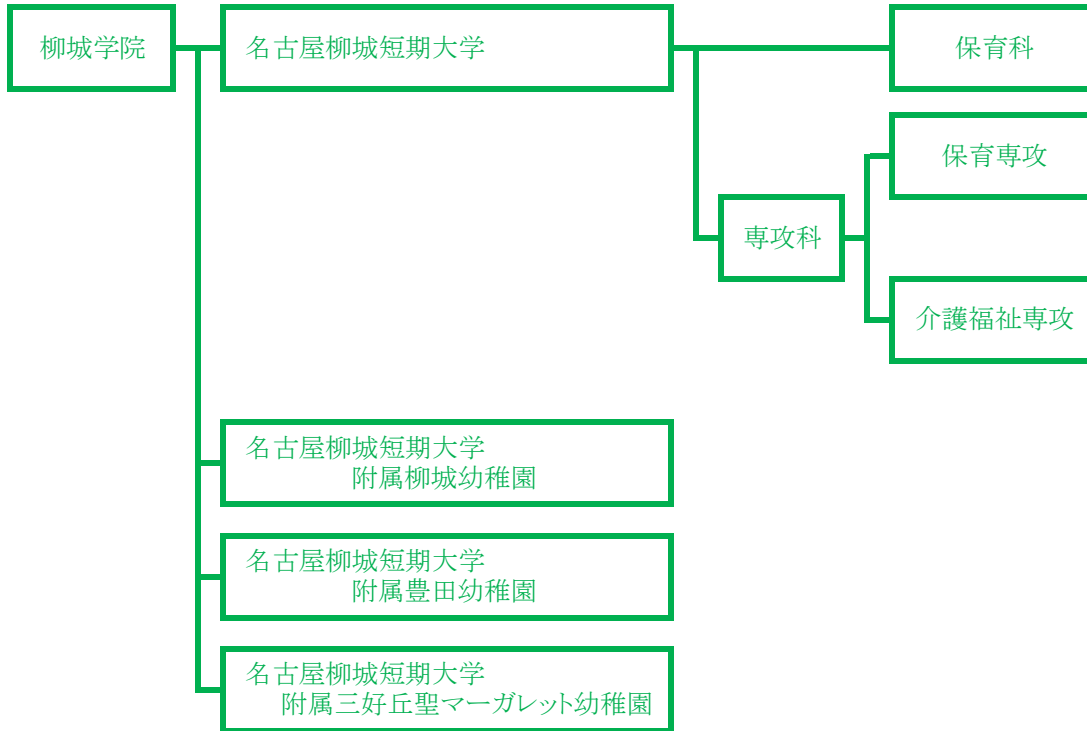 柳城学院
名古屋柳城短期大学
保育科
保育専攻
専攻科
介護福祉専攻
名古屋柳城短期大学
附属柳城幼稚園
名古屋柳城短期大学
附属豊田幼稚園
名古屋柳城短期大学
附属三好丘聖マーガレット幼稚園